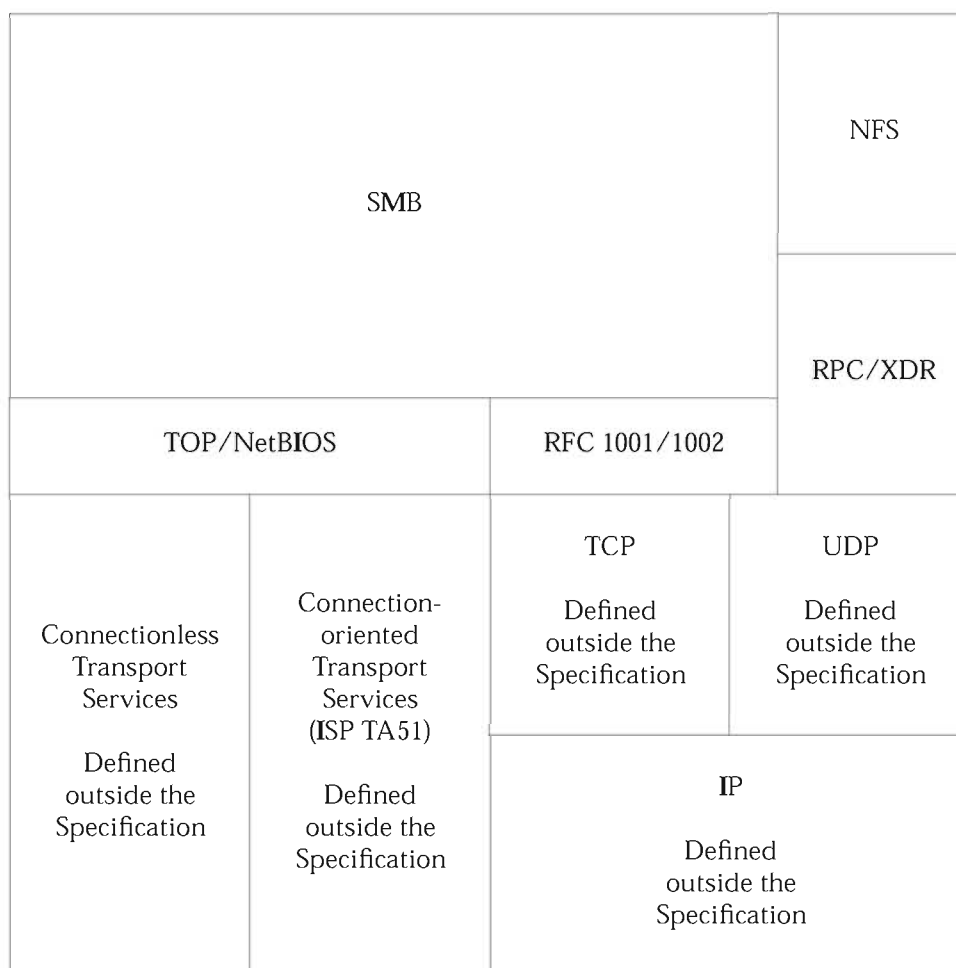 NFS
SMB
RPC/XDR
TOP/NetBIOS
RFC 1001/1002
Connectionless
Transport
Services
Defined
outside the
Specification
Connection-
oriented
Transport
Services
(ISP TA51)
Defined
outside the
Specification
TCP
Defined
outside the
Specification
UDP
Defined
outside the
Specification
IP
Defined
outside the
Specification